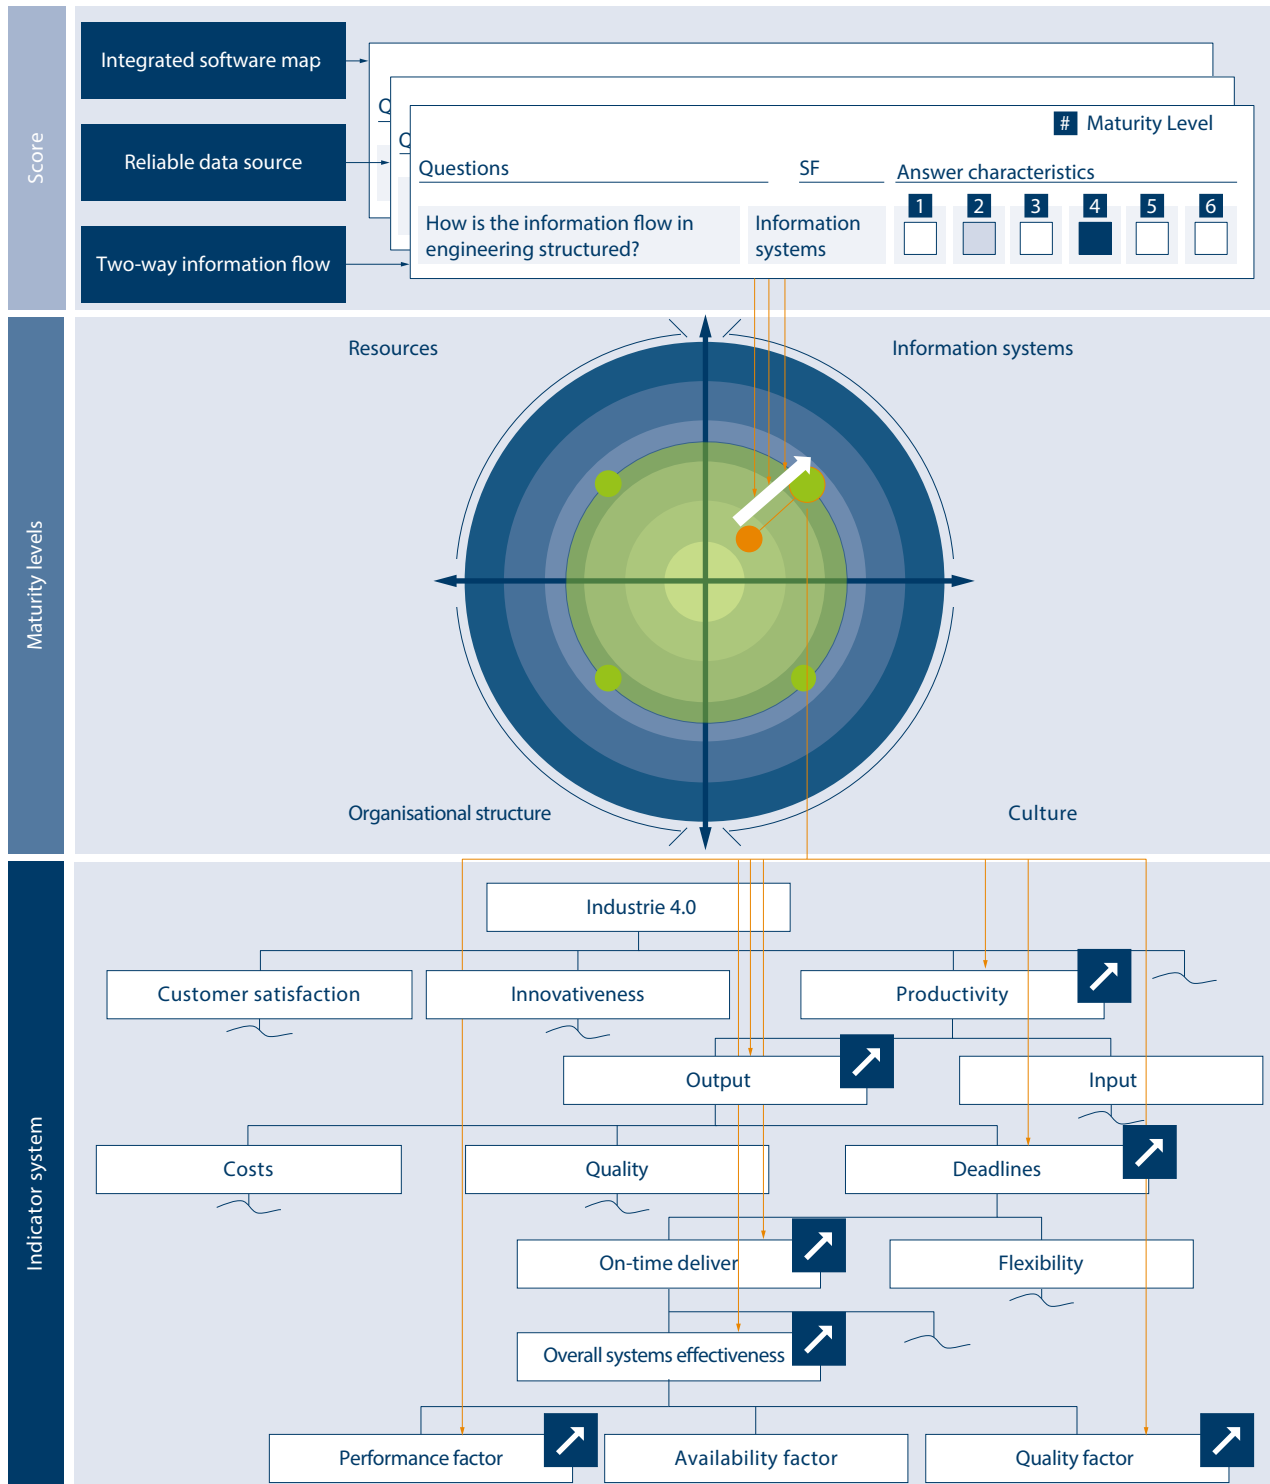 Score
Integrated software map
Reliable data source
Two-way information flow
Q
Q
# Maturity Level
Questions
SF
Answer characteristics
1 2 3 4 5 6
How is the information flow in
engineering structured?
Information
systems
Maturity levels
Resources
Information systems
Organisational structure
Culture
Indicator system
Industrie 4.0
Customer satisfaction
Innovativeness
Productivity
Output
Input
Costs
Quality
Deadlines
On-time deliver
Flexibility
Overall systems effectiveness
Performance factor
Availability factor
Quality factor